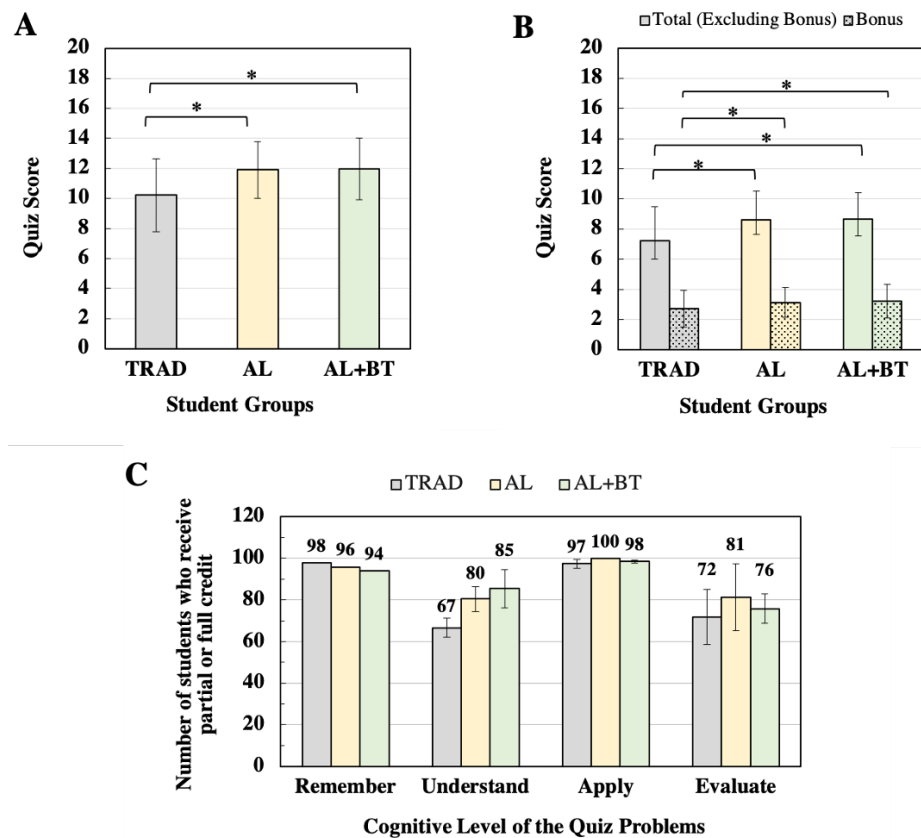 A
20
18
16
14
12
10
8
6
4
2
0
Quiz Score
*
*
TRAD AL AL+BT
Student Groups
B
Total (Excluding Bonus) Bonus
20
18
16
14
12
10
8
6
4
2
0
Quiz Score
*
*
*
*
TRAD AL AL+BT
Student Groups
C
TRAD AL AL+BT
Number of students who receive
partial or full credit
120
100
80
60
40
20
0
98 96 94
67 80 85
97 100 98
72 81 76
Remember Understand Apply Evaluate
Cognitive Level of the Quiz Problems